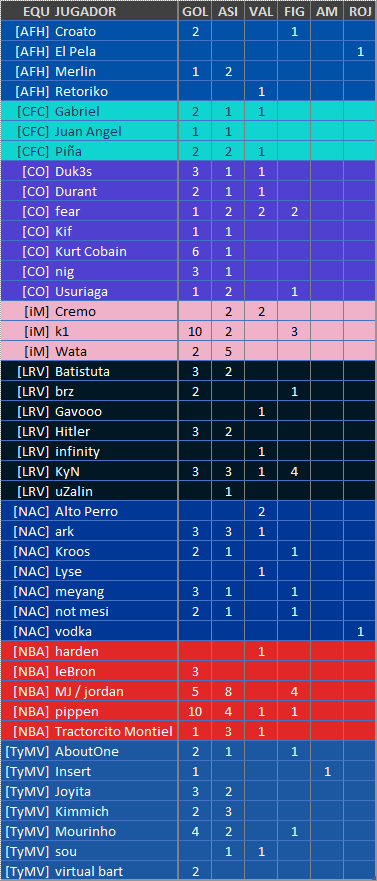 EQU JUGADOR GOL ASI VAL FIG AM ROJ
[AFH] Croato 2 1
[AFH] El Pela 1
[AFH] Merlin 1 2
[AFH] Retoriko 1
[CFC] Gabriel 2 1 1
[CFC] Juan Angel 1 1
[CFC] Piña 2 2 1
[CO] Duk3s 3 1 1
[CO] Durant 2 1 1
[CO] fear 1 2 2 2
[CO] Kif 1 1
[CO] Kurt Cobain 6 1
[CO] nig 3 1
[CO] Usuriaga 1 2 1
[iM] Cremo 2 2
[iM] k1 10 2 3
[iM] Wata 2 5
[LRV] Batistuta 3 2
[LRV] brz 2 1
[LRV] Gavooo 1
[LRV] Hitler 3 2
[LRV] infinity 1
[LRV] KyN 3 3 1 4
[LRV] uZalin 1
[NAC] Alto Perro 2
[NAC] ark 3 3 1
[NAC] Kroos 2 1 1
[NAC] Lyse 1
[NAC] meyang 3 1 1
[NAC] not mesi 2 1 1
[NAC] vodka 1
[NBA] harden 1
[NBA] leBron 3
[NBA] MJ / jordan 5 8 4
[NBA] pippen 10 4 1 1
[NBA] Tractorcito Montiel 1 3 1
[TyMV] AboutOne 2 1 1
[TyMV] Insert 1 1
[TyMV] Joyita 3 2
[TyMV] Kimmich 2 3
[TyMV] Mourinho 4 2 1
[TyMV] sou 1 1
[TyMV] virtual bart 2